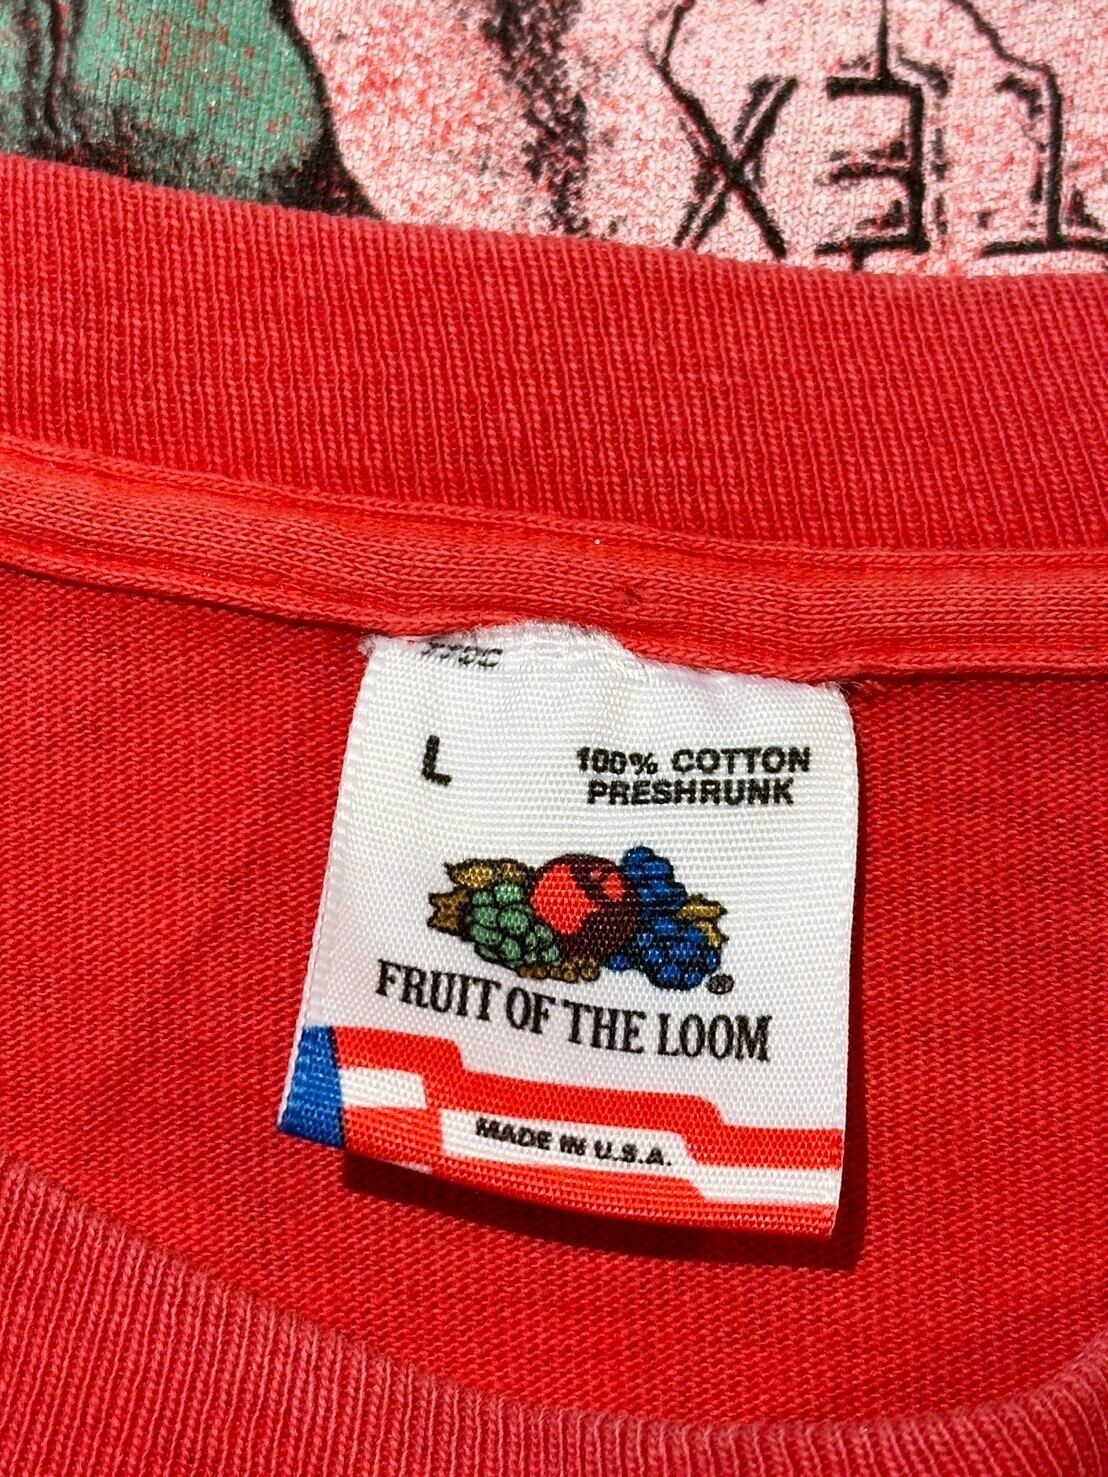 L
100% COTTON
PRESHRUNK
FRUIT OF THE LOOM
MADE IN U.S.A.